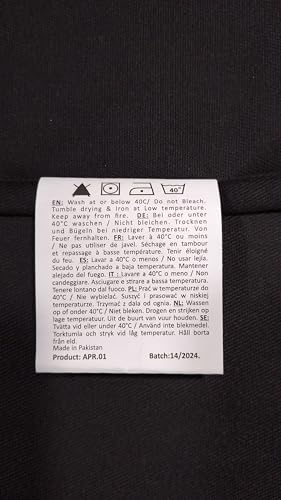 40°
EN: Wash at or below 40C/ Do not Bleach.
Tumble drying & Iron at Low temperature.
Keep away from fire. DE: Bei oder unter
40°C waschen / Nicht bleichen. Trocknen
und Bügeln bei niedriger Temperatur. Von
Feuer fernhalten. FR: Laver à 40°C ou moins
/ Ne pas utiliser de javel. Séchage en tambour
et repassage à basse température. Tenir éloigné
du feu. ES: Lavar a 40°C o menos / No usar lejía.
Secado y planchado a baja temperatura. Mantener
alejado del fuego. IT : Lavare a 40°C o meno / Non
candeggiare. Asciugare e stirare a bassa temperatura.
Tenere lontano dal fuoco. PL: Prać w temperaturze do
40°C / Nie wybielać. Suszyć i prasować w niskiej
temperaturze. Trzymać z dala od ognia. NL: Wassen
op of onder 40°C / Niet bleken. Drogen en strijken op
lage temperatuur. Uit de buurt van vuur houden. SE:
Tvätta vid eller under 40°C / Använd inte blekmedel.
Torktumla och stryk vid låg temperatur. Håll borta
från eld.
Made in Pakistan
Product: APR.01 Batch:14/2024.